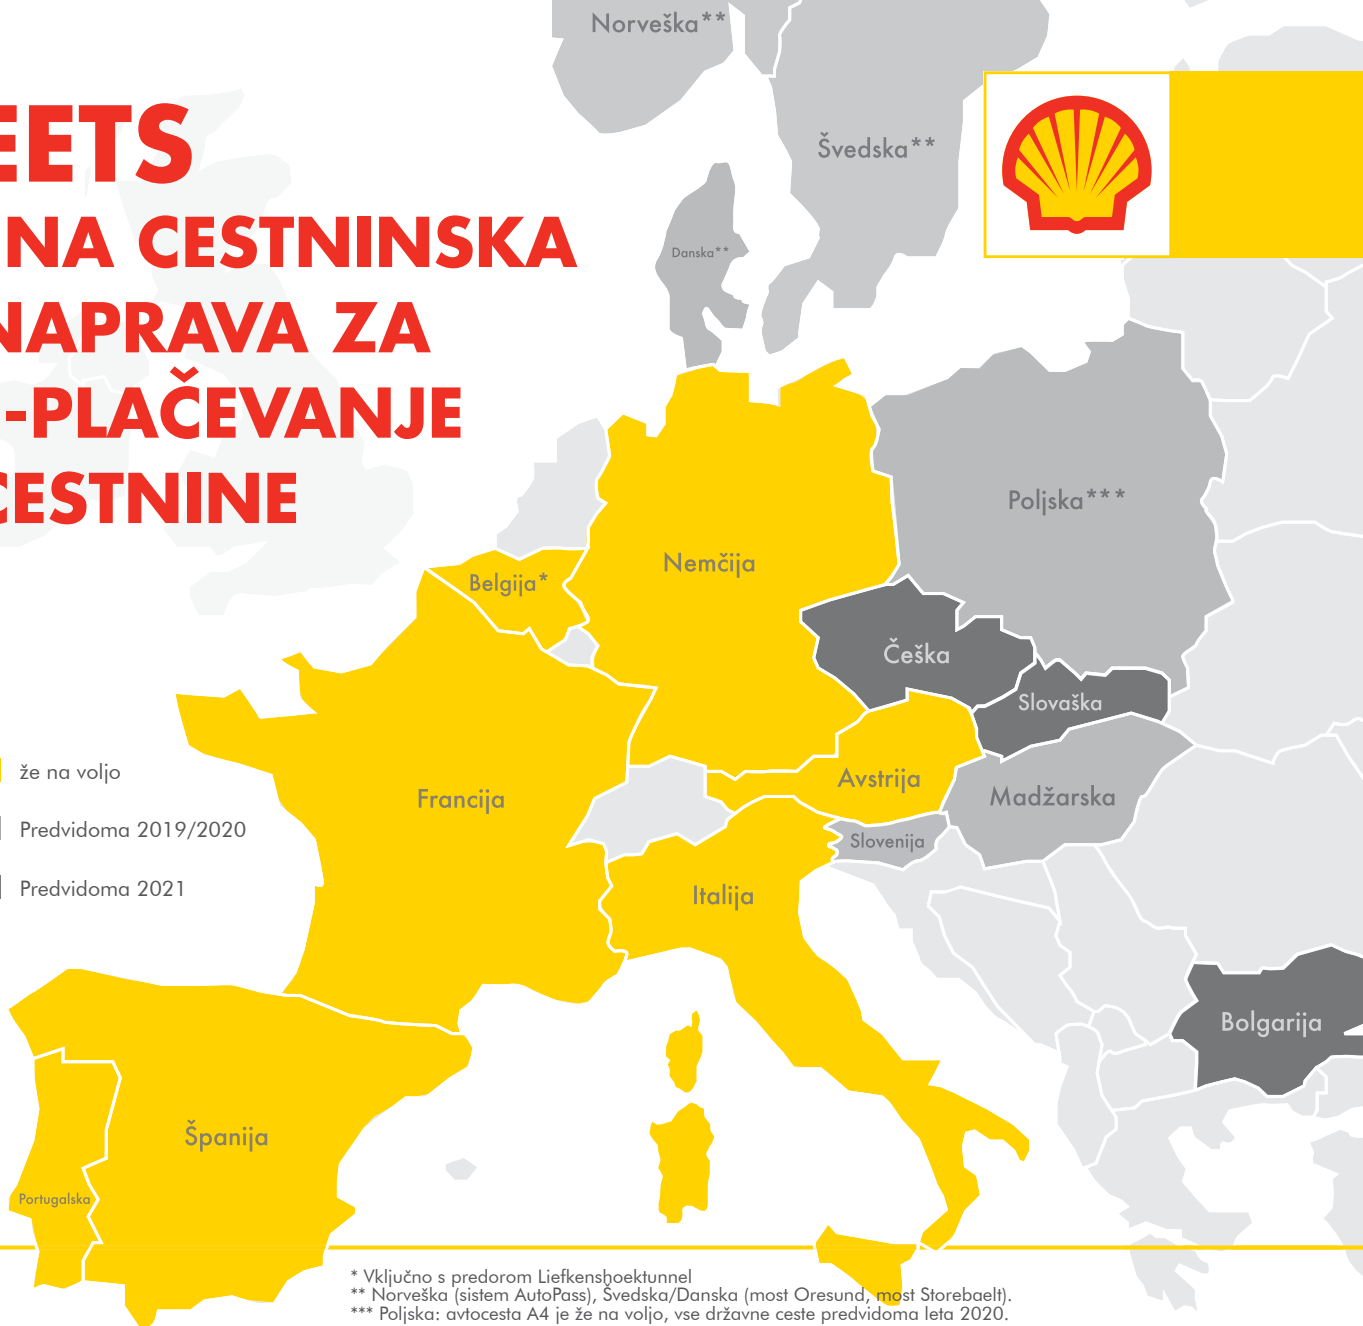 Norveška**
EETS
Švedska**
NA CESTNINSKA
Danska**
NAPRAVA ZA
-PLAČEVANJE
CESTNINE
Poljska***
Nemčija
Belgija*
Češka
Slovaška
že na voljo
Avstrija
Francija
Madžarska
Predvidoma 2019/2020
Slovenija
Predvidoma 2021
Italija
Bolgarija
Španija
Portugalska
* Vključno s predorom Liefkenshoektunnel
** Norveška (sistem AutoPass), Švedska/Danska (most Oresund, most Storebaelt).
*** Poljska: avtocesta A4 je že na voljo, vse državne ceste predvidoma leta 2020.